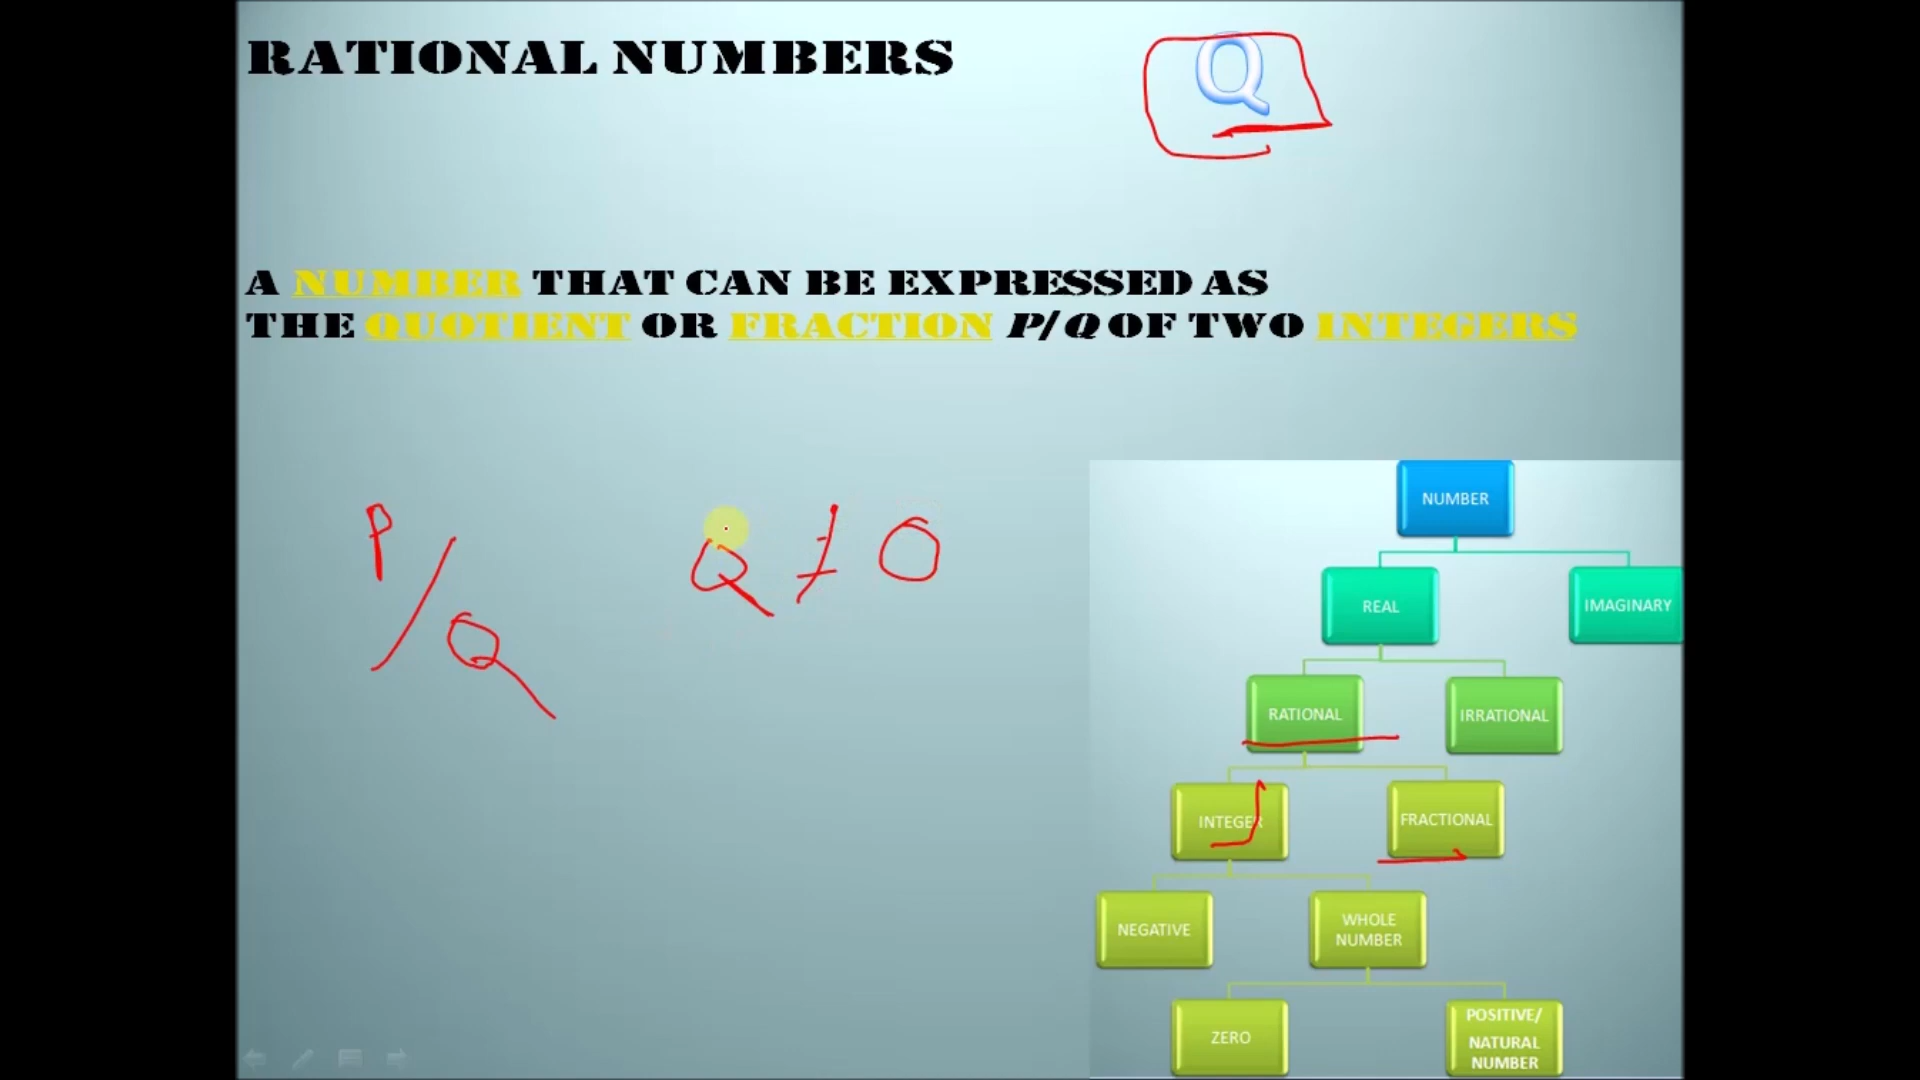 RATIONAL NUMBERS
Q
A NUMBER THAT CAN BE EXPRESSED AS
THE QUOTIENT OR FRACTION P/Q OF TWO INTEGERS
P/Q
Q ≠ 0
NUMBER
REAL
IMAGINARY
RATIONAL
IRRATIONAL
INTEGER
FRACTIONAL
NEGATIVE
WHOLE
NUMBER
ZERO
POSITIVE/
NATURAL
NUMBER